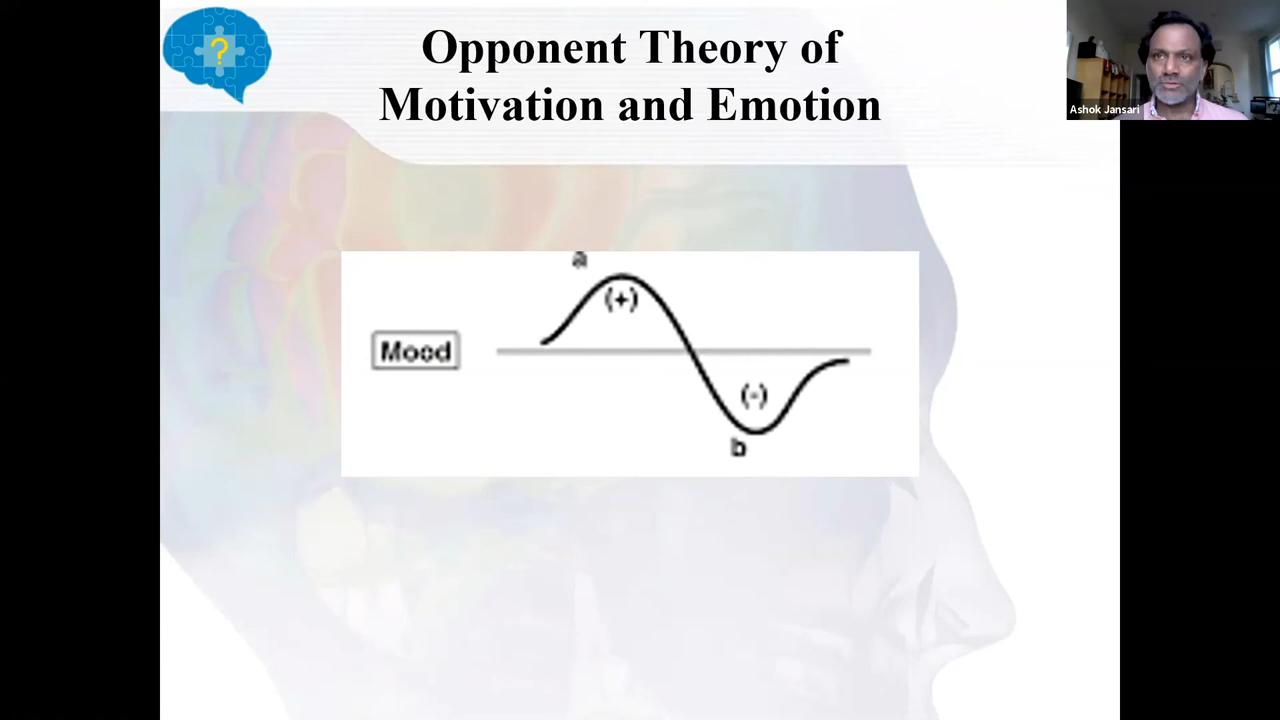 ?
Opponent Theory of
Motivation and Emotion
Ashok Jansari
a
(+)
Mood
(-)
b